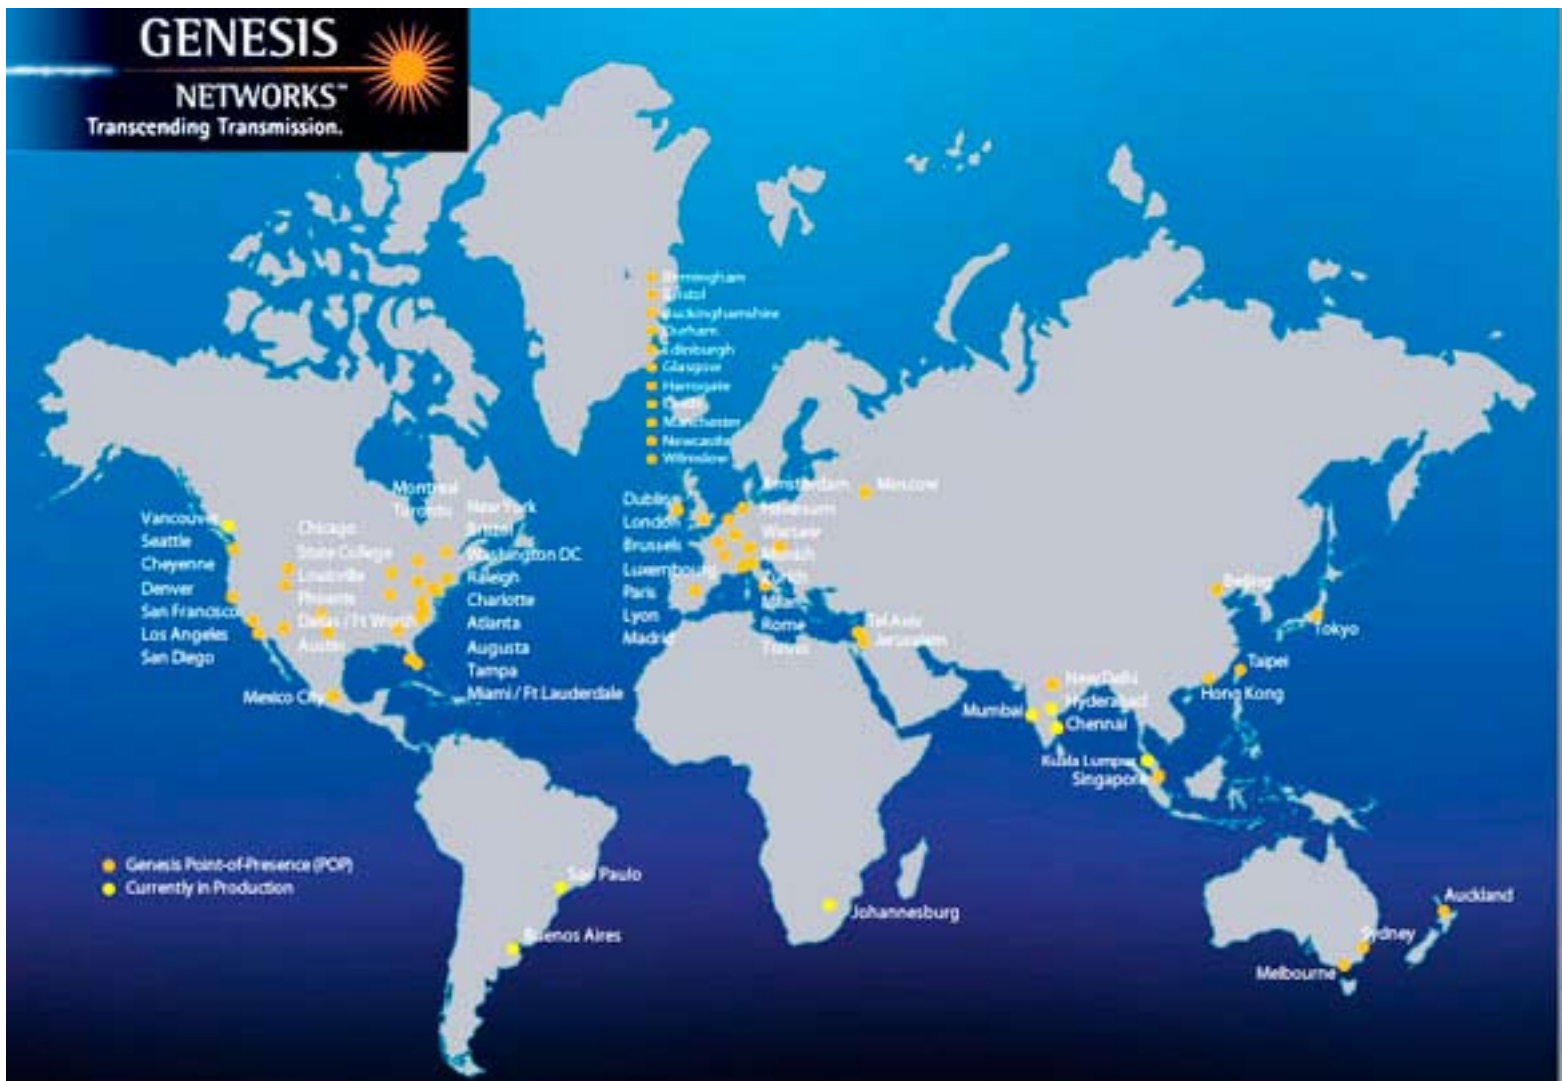 GENESIS
NETWORKS™
Transcending Transmission.
Birmingham
Bristol
Buckinghamshire
Durham
Edinburgh
Glasgow
Harrogate
Leeds
Manchester
Newcastle
Wilmslow
Vancouver
Seattle
Cheyenne
Denver
San Francisco
Los Angeles
San Diego
Chicago
State College
Louisville
Phoenix
Dallas / Ft Worth
Austin
Montreal
Toronto
New York
Bristol
Washington DC
Raleigh
Charlotte
Atlanta
Augusta
Tampa
Miami / Ft Lauderdale
Mexico City
Dublin
London
Brussels
Luxembourg
Paris
Lyon
Madrid
Amsterdam
Hilversum
Warsaw
Munich
Zurich
Milan
Rome
Moscow
Tel Aviv
Jerusalem
Beijing
Tokyo
Taipei
Hong Kong
New Delhi
Hyderabad
Mumbai
Chennai
Kuala Lumpur
Singapore
Genesis Point-of-Presence (POP)
Currently in Production
Sao Paulo
Buenos Aires
Johannesburg
Auckland
Sydney
Melbourne